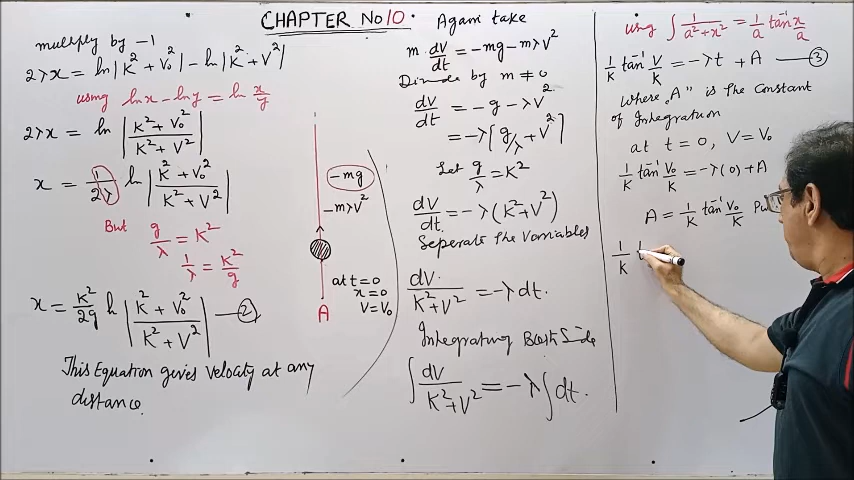 CHAPTER No 10.
multiply by -1
2λx = ln|K² + V₀²| - ln|K² + V²|
using lnx - lny = ln x/y
2λx = ln |(K² + V₀²)/(K² + V²)|
x = 1/2λ ln |(K² + V₀²)/(K² + V²)|
But g/λ = K²
1/λ = K²/g
x = K²/2g ln |(K² + V₀²)/(K² + V²)| — 2
This Equation gives velocity at any
distance.
-mg
-mλV²
at t=0
x=0
V=V₀
A
Again take
m dV/dt = -mg - mλV²
Divide by m ≠ 0
dV/dt = -g - λV²
= -λ[g/λ + V²]
Let g/λ = K²
dV/dt = -λ(K² + V²)
Seperate The Variables
dV/(K² + V²) = -λdt.
Integrating Both Side
∫ dV/(K² + V²) = -λ∫dt.
using ∫ 1/(a² + x²) = 1/a tan⁻¹ x/a
1/K tan⁻¹ V/K = -λt + A — 3
where "A" is The Constant
of Integration
at t = 0, V = V₀
1/K tan⁻¹ V₀/K = -λ(0) + A
A = 1/K tan⁻¹ V₀/K
1/K